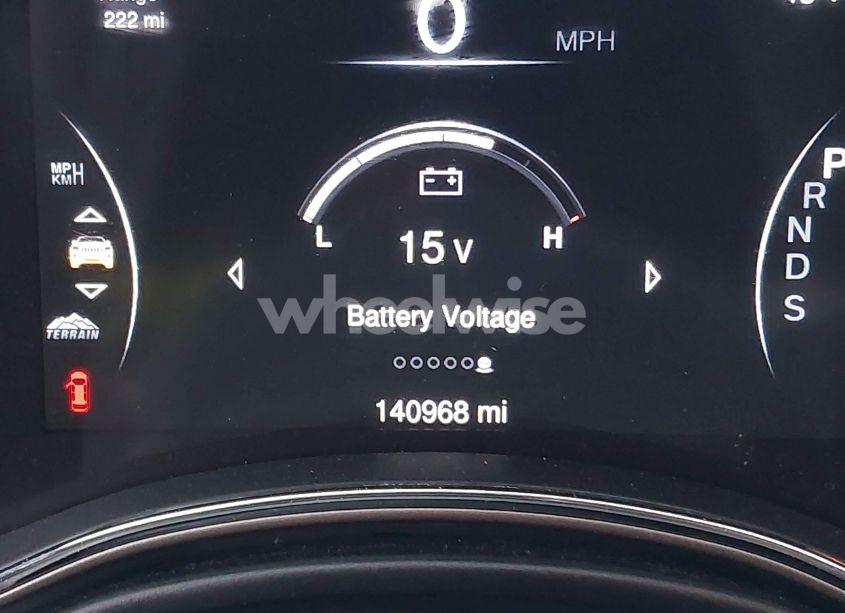 222 mi
0
MPH
MPH
KMH
TERRAIN
L
H
15 V
Battery Voltage
wheelwise
140968 mi
P
R
N
D
S